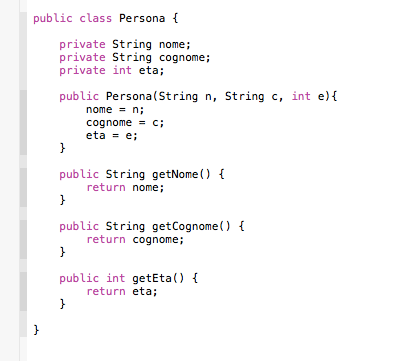 public class Persona {
private String nome;
private String cognome;
private int eta;
public Persona(String n, String c, int e){
nome = n;
cognome = c;
eta = e;
}
public String getNome() {
return nome;
}
public String getCognome() {
return cognome;
}
public int getEta() {
return eta;
}
}